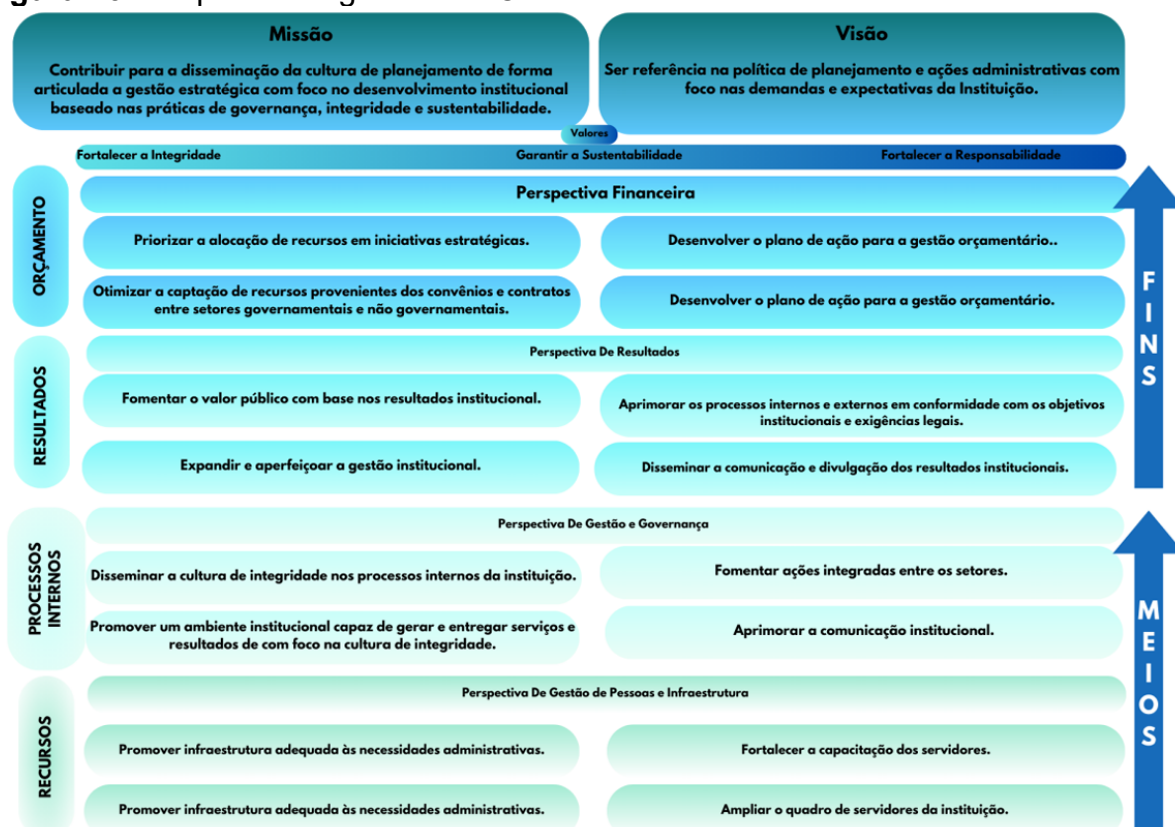 Missão
Contribuir para a disseminação da cultura de planejamento de forma
articulada a gestão estratégica com foco no desenvolvimento institucional
baseado nas práticas de governança, integridade e sustentabilidade.
Visão
Ser referência na política de planejamento e ações administrativas com
foco nas demandas e expectativas da Instituição.
Valores
Fortalecer a Integridade
Garantir a Sustentabilidade
Fortalecer a Responsabilidade
ORÇAMENTO
Perspectiva Financeira
Priorizar a alocação de recursos em iniciativas estratégicas.
Desenvolver o plano de ação para a gestão orçamentário..
Otimizar a captação de recursos provenientes dos convênios e contratos
entre setores governamentais e não governamentais.
Desenvolver o plano de ação para a gestão orçamentário.
RESULTADOS
Perspectiva De Resultados
Fomentar o valor público com base nos resultados institucional.
Aprimorar os processos internos e externos em conformidade com os objetivos
institucionais e exigências legais.
Expandir e aperfeiçoar a gestão institucional.
Disseminar a comunicação e divulgação dos resultados institucionais.
FINS
PROCESSOS
INTERNOS
Perspectiva De Gestão e Governança
Disseminar a cultura de integridade nos processos internos da instituição.
Fomentar ações integradas entre os setores.
Promover um ambiente institucional capaz de gerar e entregar serviços e
resultados de com foco na cultura de integridade.
Aprimorar a comunicação institucional.
RECURSOS
Perspectiva De Gestão de Pessoas e Infraestrutura
Promover infraestrutura adequada às necessidades administrativas.
Fortalecer a capacitação dos servidores.
Promover infraestrutura adequada às necessidades administrativas.
Ampliar o quadro de servidores da instituição.
MEIOS